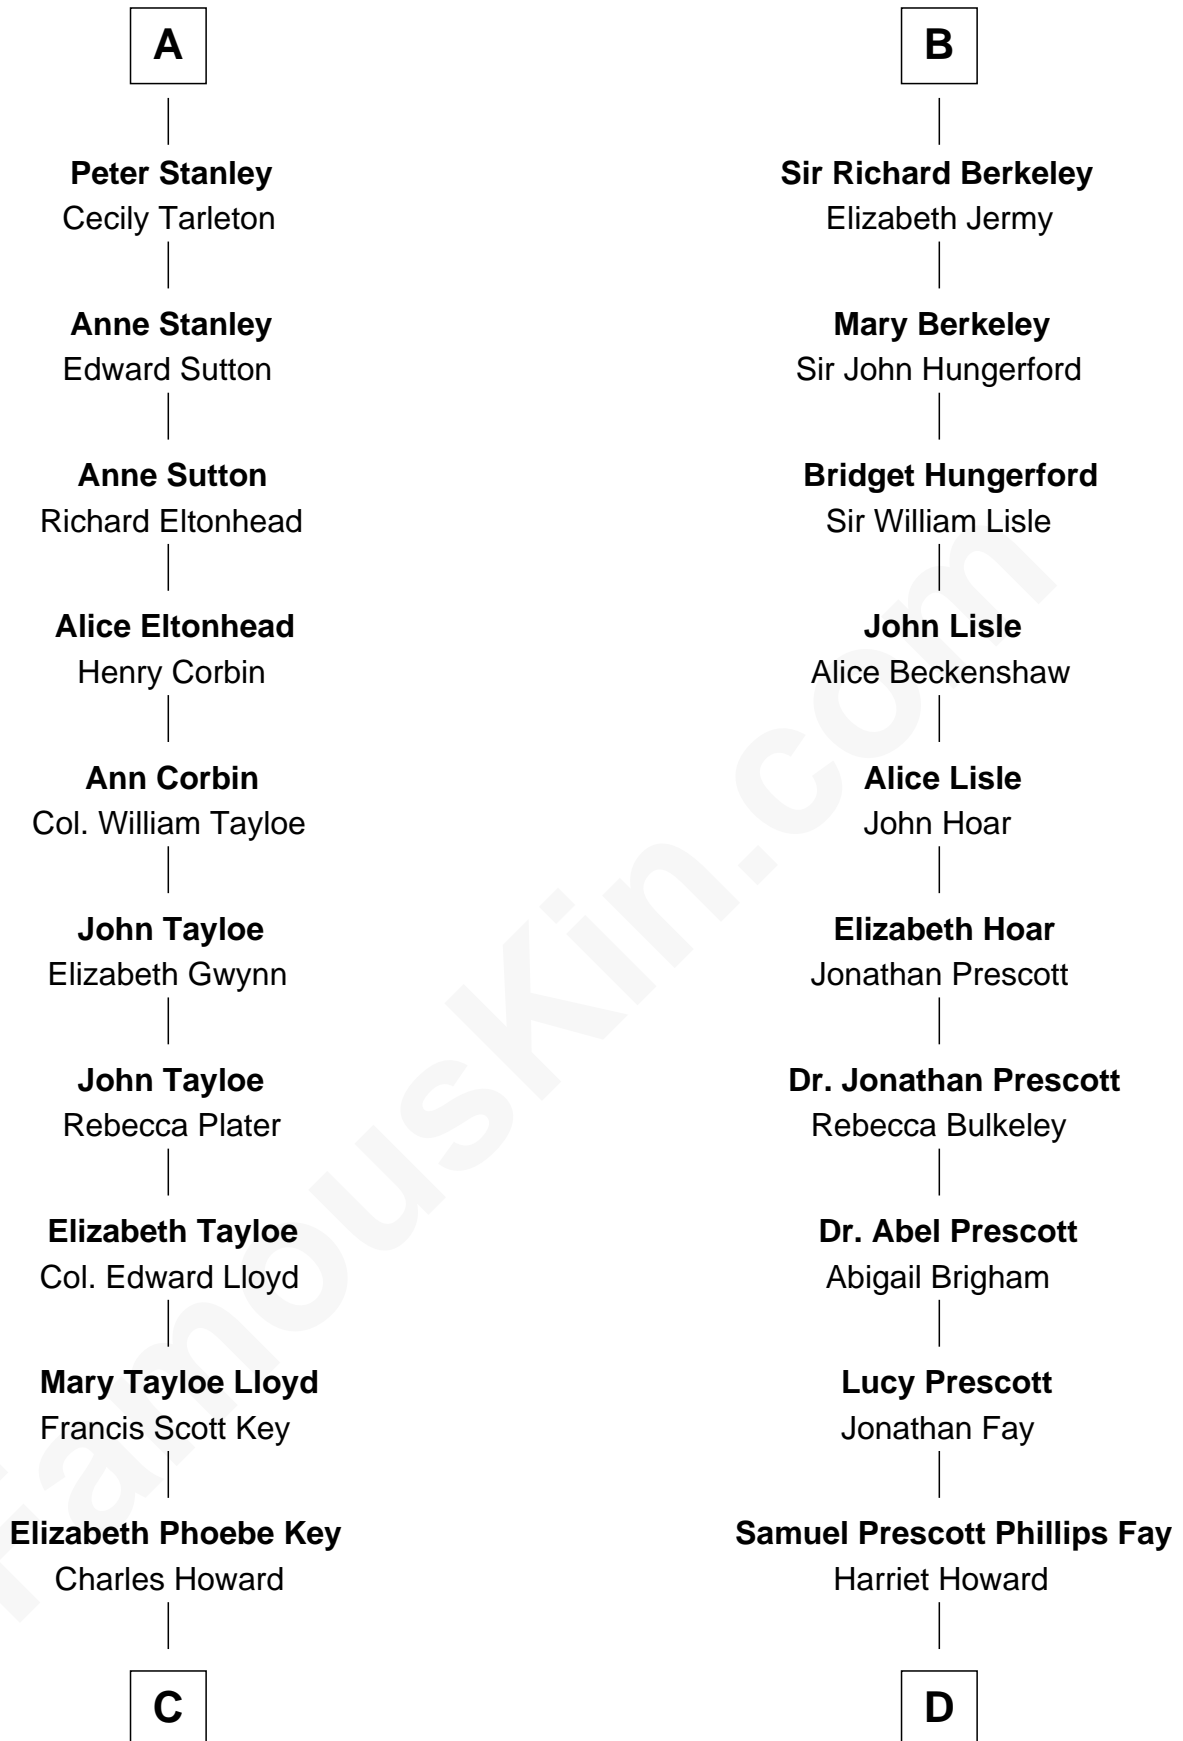 A
Peter Stanley
Cecily Tarleton
Anne Stanley
Edward Sutton
Anne Sutton
Richard Eltonhead
Alice Eltonhead
Henry Corbin
Ann Corbin
Col. William Tayloe
John Tayloe
Elizabeth Gwynn
John Tayloe
Rebecca Plater
Elizabeth Tayloe
Col. Edward Lloyd
Mary Tayloe Lloyd
Francis Scott Key
Elizabeth Phoebe Key
Charles Howard
C
B
Sir Richard Berkeley
Elizabeth Jermy
Mary Berkeley
Sir John Hungerford
Bridget Hungerford
Sir William Lisle
John Lisle
Alice Beckenshaw
Alice Lisle
John Hoar
Elizabeth Hoar
Jonathan Prescott
Dr. Jonathan Prescott
Rebecca Bulkeley
Dr. Abel Prescott
Abigail Brigham
Lucy Prescott
Jonathan Fay
Samuel Prescott Phillips Fay
Harriet Howard
D
FamousKin.com